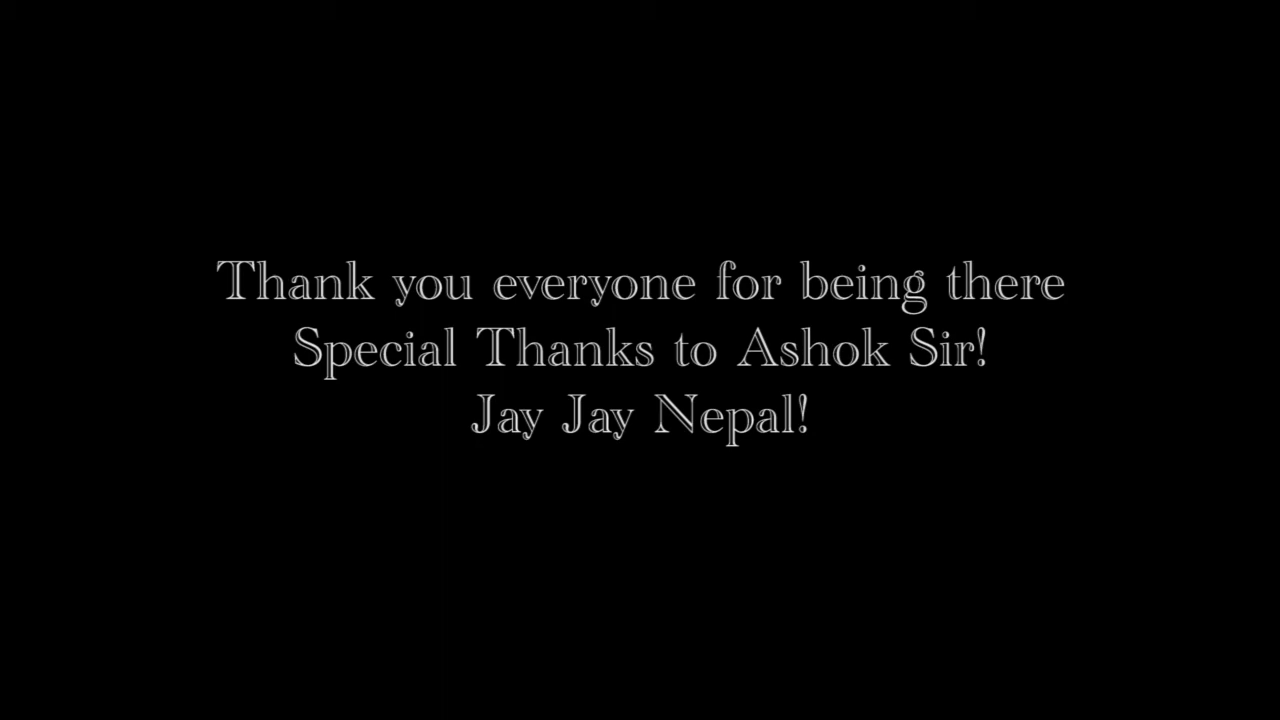 Thank you everyone for being there
Special Thanks to Ashok Sir!
Jay Jay Nepal!